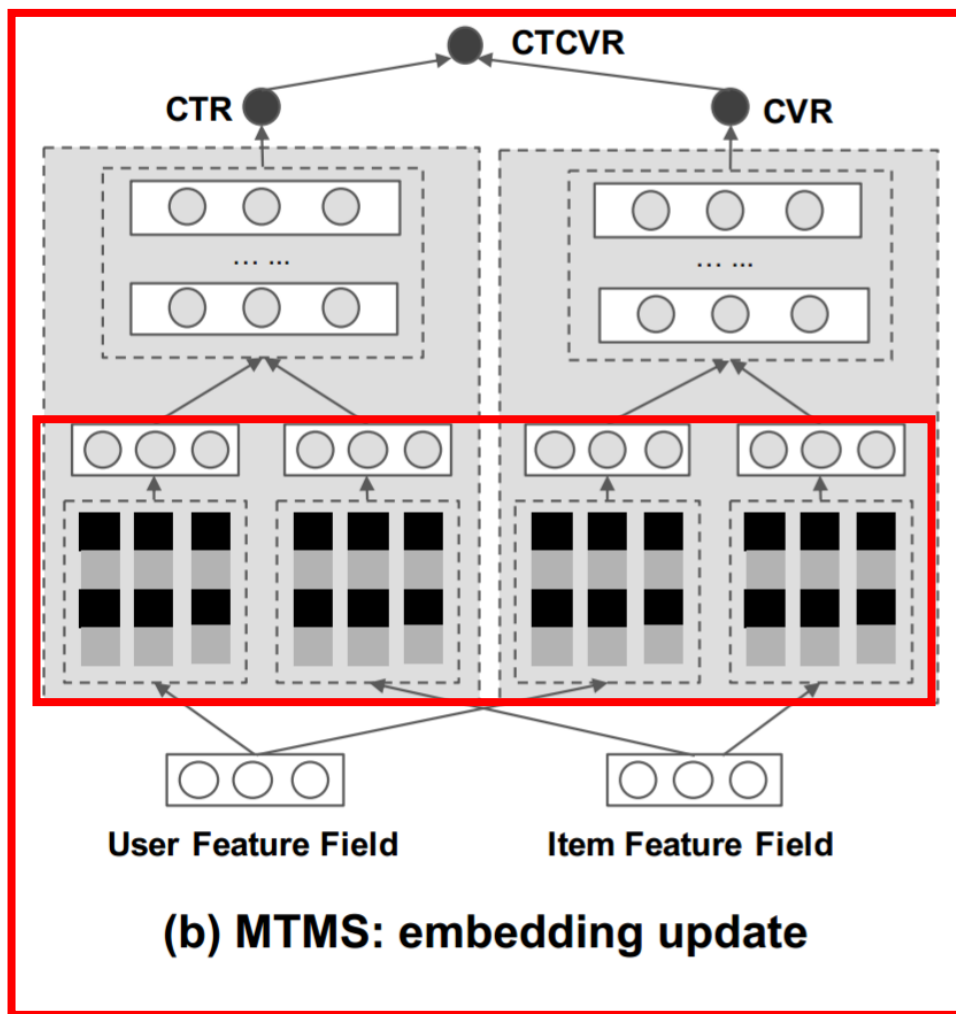 CTCVR
CTR
CVR
... ...
... ...
User Feature Field
Item Feature Field
(b) MTMS: embedding update